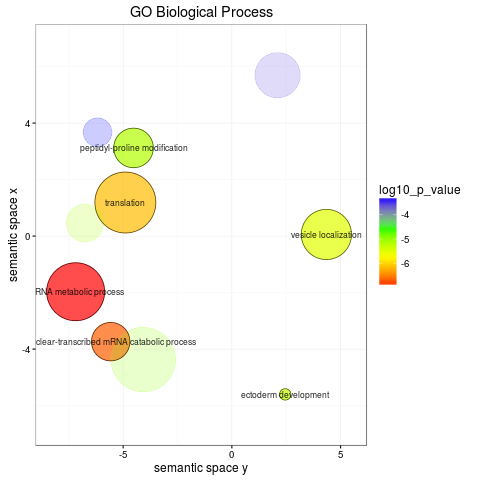 GO Biological Process
log10_p_value
-4
-5
-6
4
0
-4
peptidyl-proline modification
translation
vesicle localization
RNA metabolic process
clear-transcribed mRNA catabolic process
ectoderm development
-5
0
5
semantic space y
semantic space x